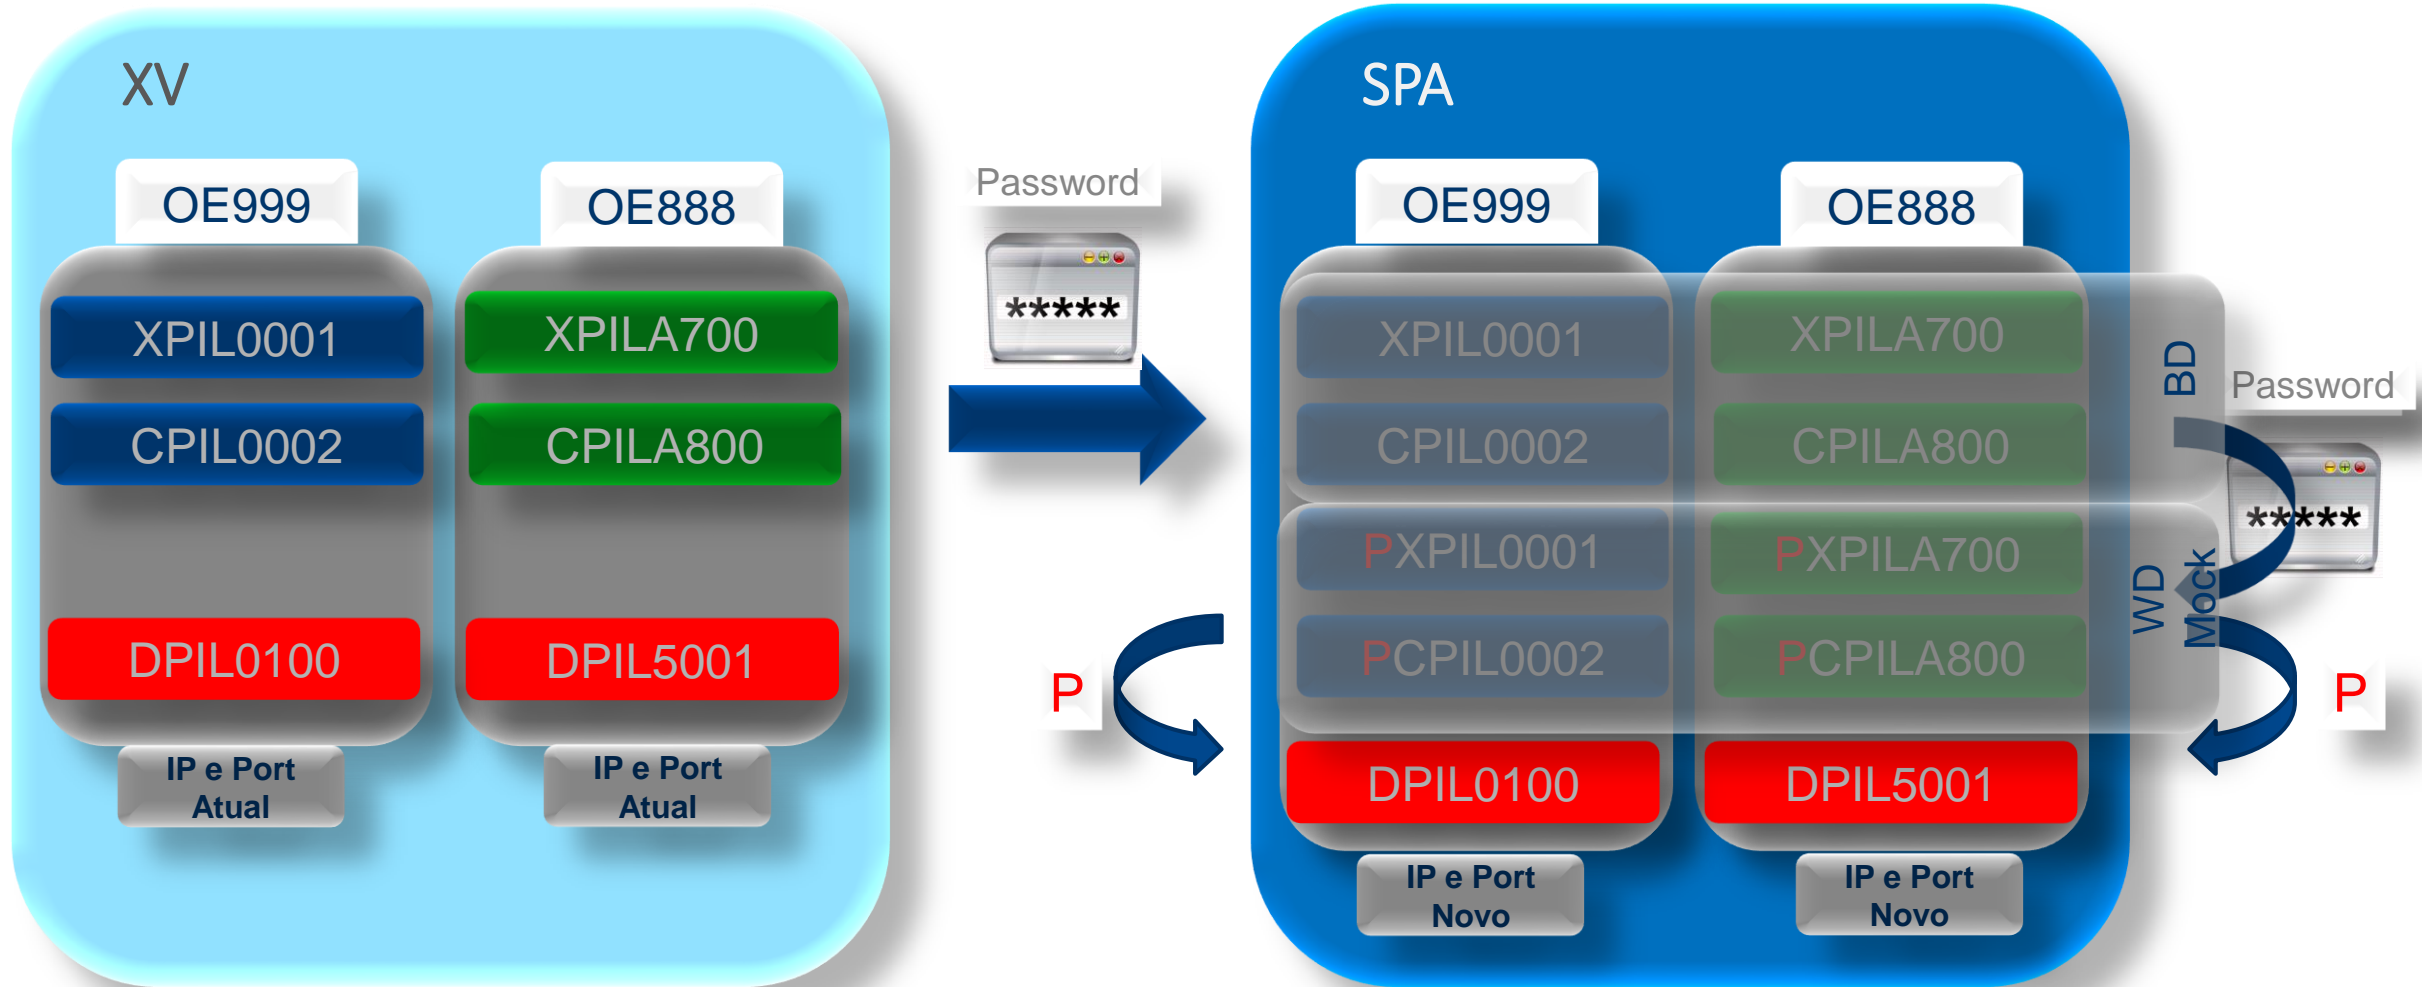 XV
OE999
OE888
XPIL0001
XPILA700
CPIL0002
CPILA800
DPIL0100
DPIL5001
IP e Port
Atual
IP e Port
Atual
Password
*****
P
SPA
OE999
OE888
XPIL0001
XPILA700
CPIL0002
CPILA800
BD
PXPIL0001
PXPILA700
PCPIL0002
PCPILA800
WD
Mock
DPIL0100
DPIL5001
IP e Port
Novo
IP e Port
Novo
Password
*****
P